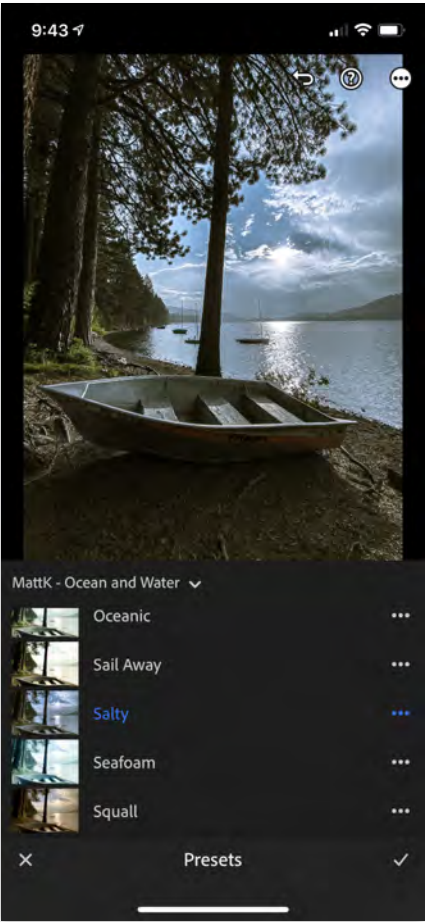 9:43
MattK - Ocean and Water
Oceanic
Sail Away
Salty
Seafoam
Squall
Presets